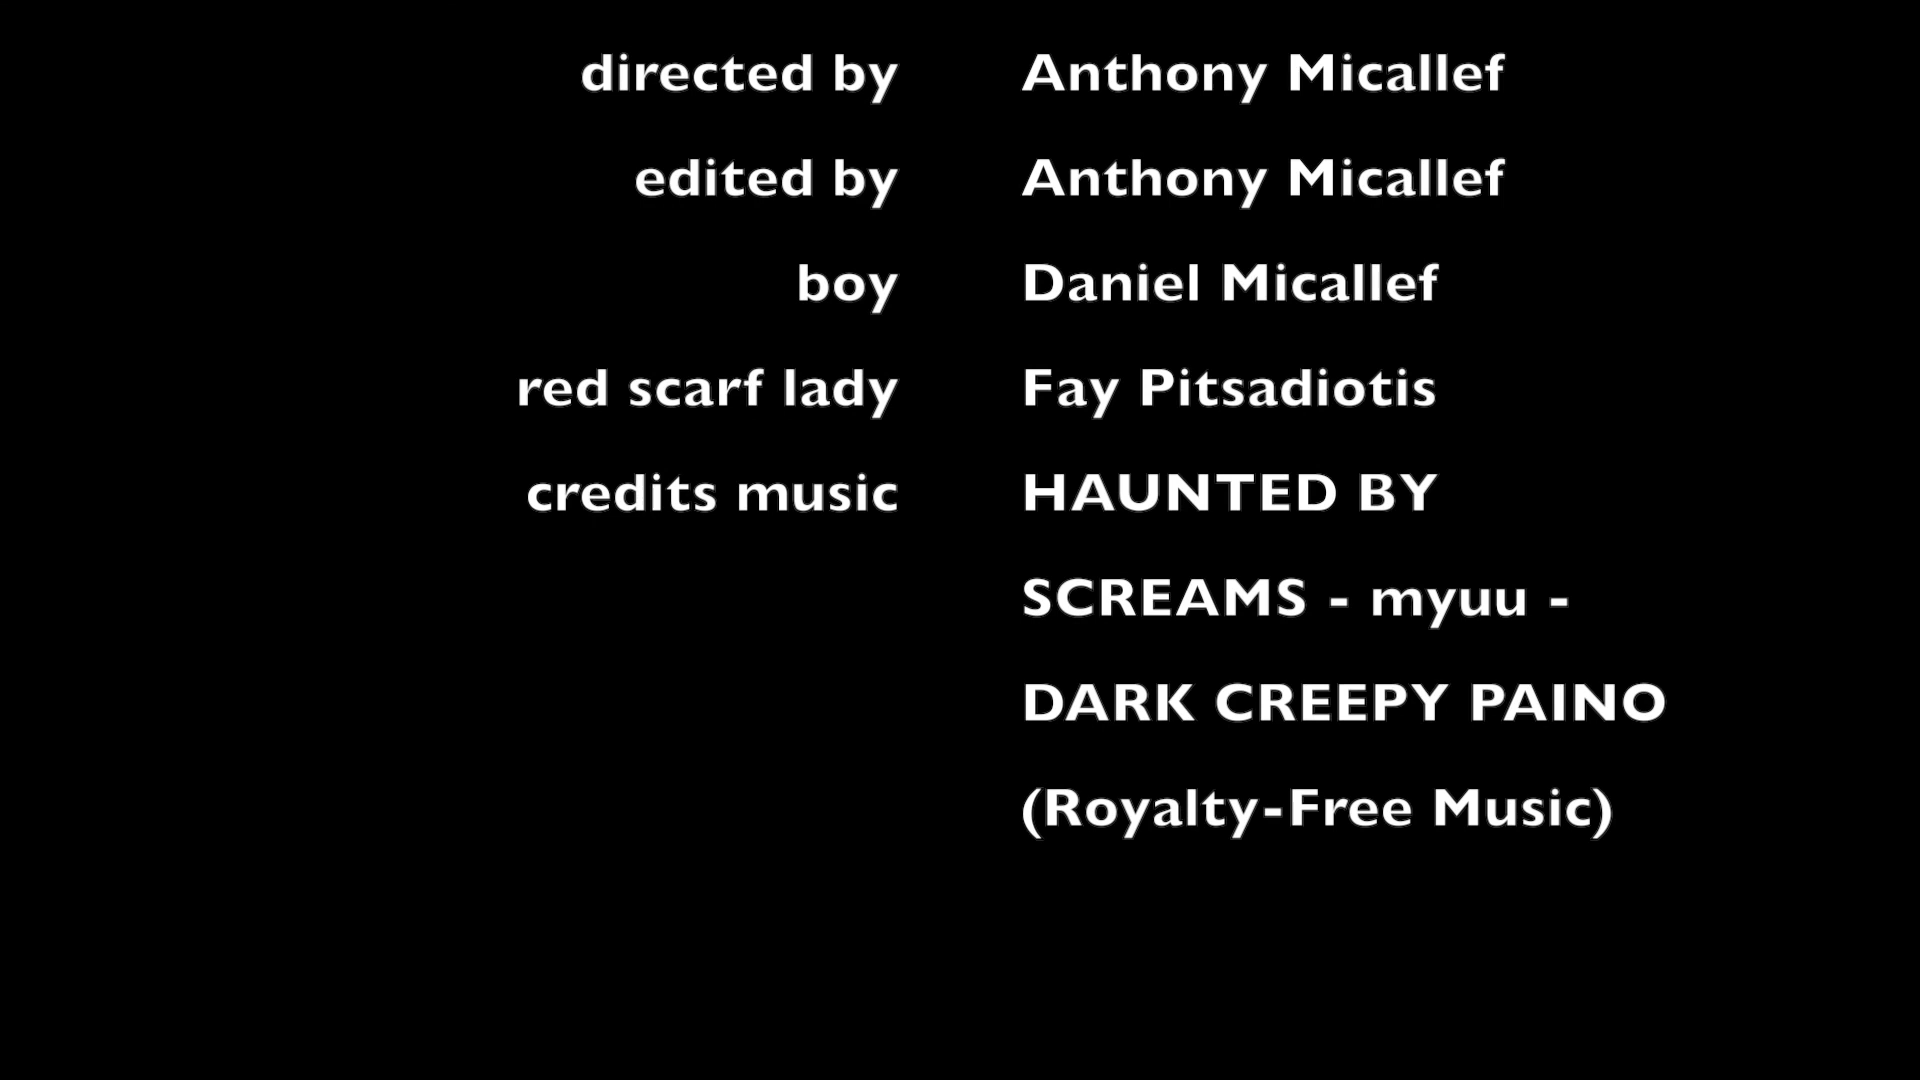 directed by Anthony Micallef
edited by Anthony Micallef
boy Daniel Micallef
red scarf lady Fay Pitsadiotis
credits music HAUNTED BY
SCREAMS - myuu -
DARK CREEPY PAINO
(Royalty-Free Music)